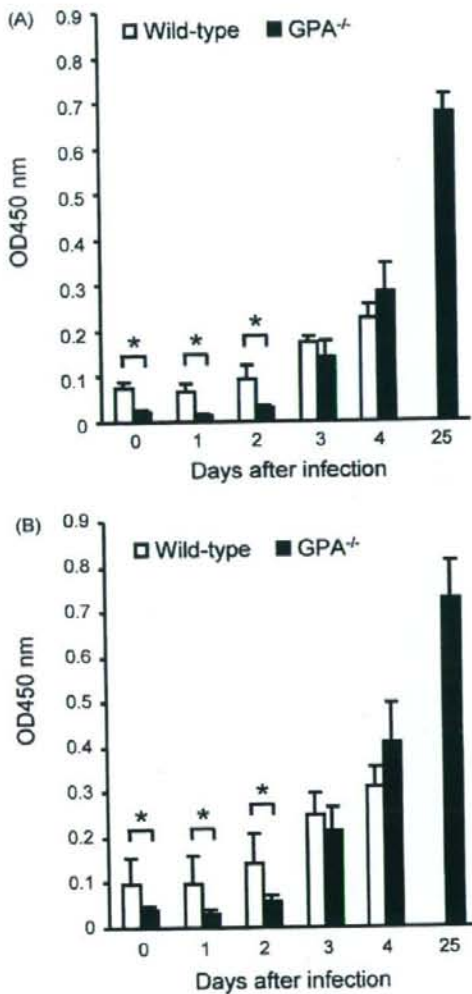 (A)
0.9
Wild-type GPA-/-
0.8
0.7
0.6
0.5
OD450 nm
0.4
0.3
* * *
0.2
0.1
0
0 1 2 3 4 25
Days after infection
(B)
0.9
Wild-type GPA-/-
0.8
0.7
0.6
0.5
OD450 nm
0.4
0.3
* * *
0.2
0.1
0
0 1 2 3 4 25
Days after infection